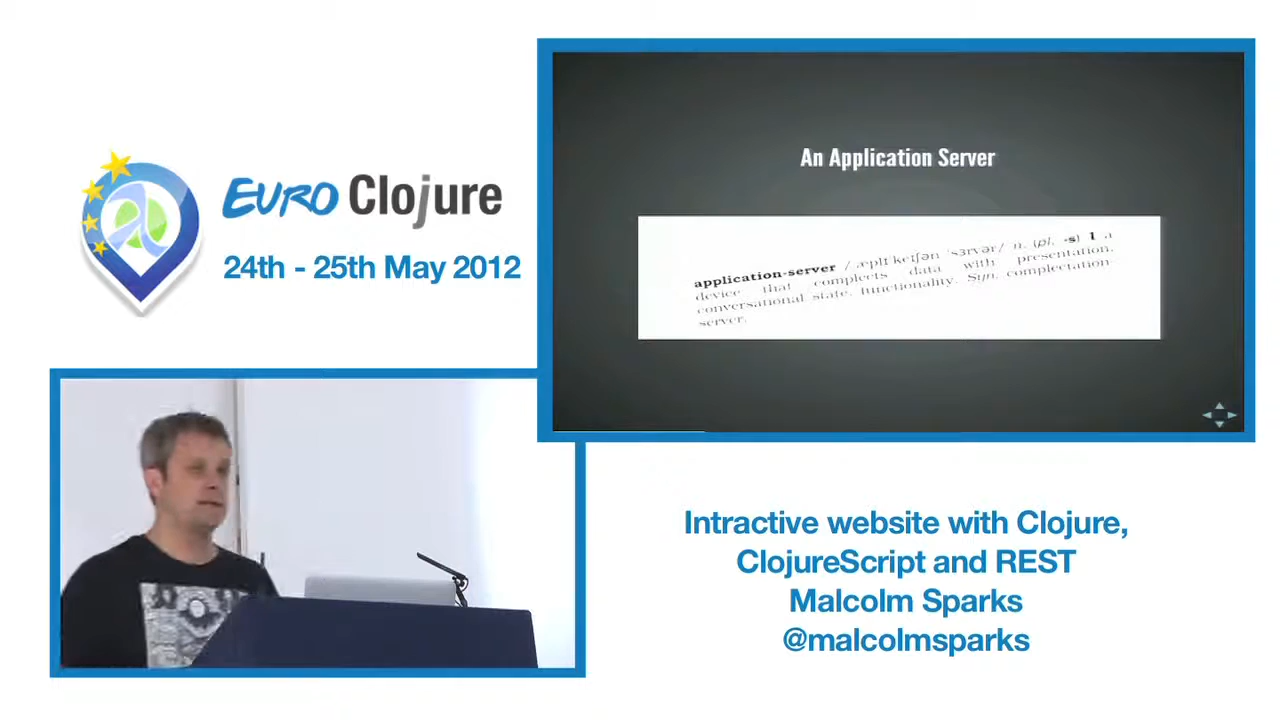 EURO Clojure
24th - 25th May 2012
An Application Server
application-server / ˌæplɪˈkeɪʃən ˈsɜrvər/ n. (pl. -s) 1 a
device that complects data with presentation,
conversational state, functionality. Syn. complectation-
server.
Intractive website with Clojure,
ClojureScript and REST
Malcolm Sparks
@malcolmsparks